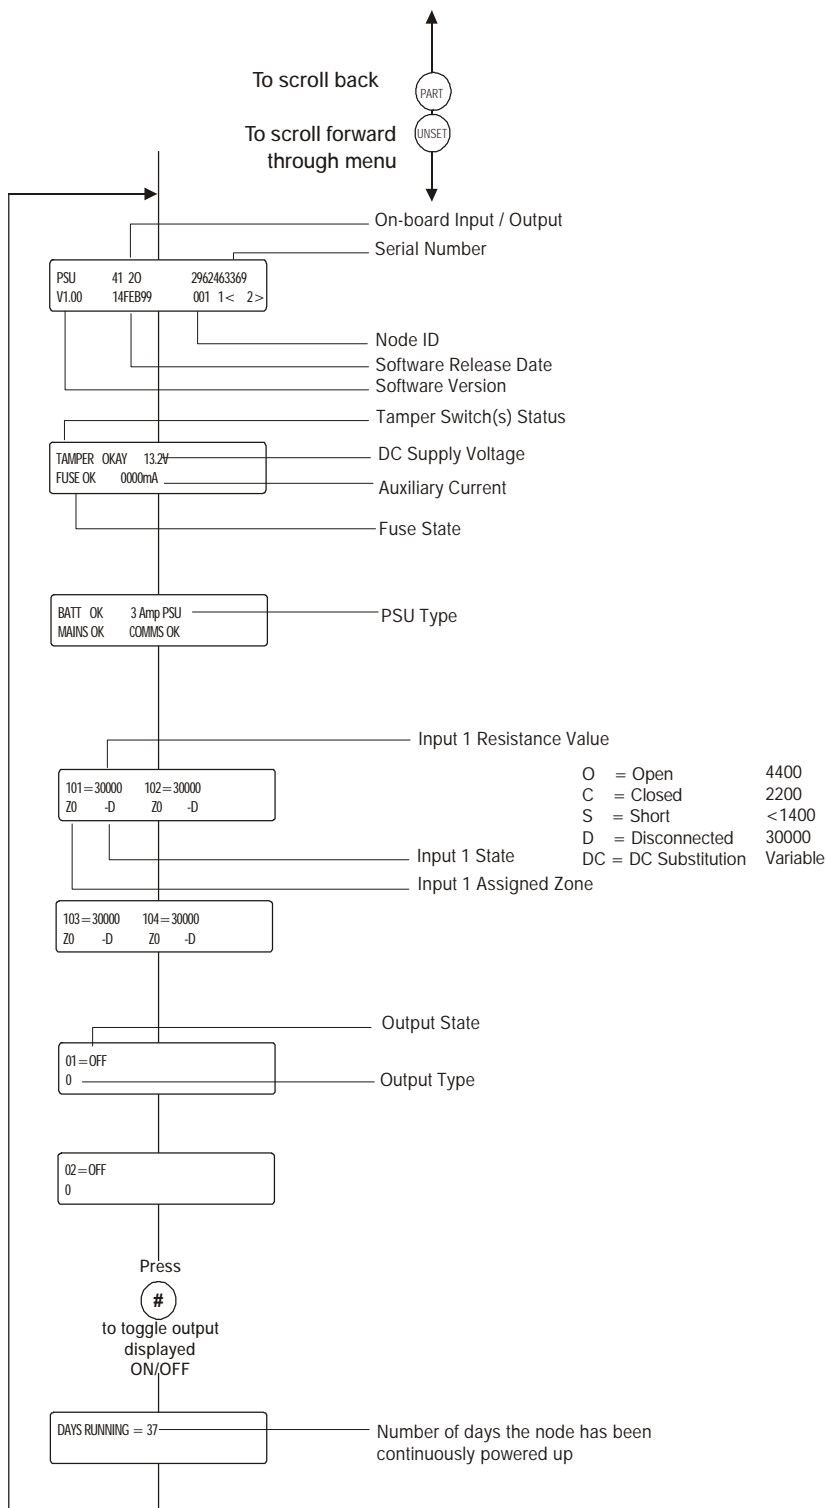 To scroll back
PART
To scroll forward
through menu
UNSET
On-board Input / Output
Serial Number
PSU 41 20 2962463369
V1.00 14FEB99 001 1< 2>
Node ID
Software Release Date
Software Version
Tamper Switch(s) Status
TAMPER OKAY 13.2V
FUSE OK 0000mA
DC Supply Voltage
Auxiliary Current
Fuse State
BATT OK 3 Amp PSU
MAINS OK COMMS OK
PSU Type
Input 1 Resistance Value
101=30000 102=30000
Z0 -D Z0 -D
O = Open 4400
C = Closed 2200
S = Short <1400
D = Disconnected 30000
DC = DC Substitution Variable
Input 1 State
Input 1 Assigned Zone
103=30000 104=30000
Z0 -D Z0 -D
Output State
01=OFF
0
Output Type
02=OFF
0
Press
#
to toggle output
displayed
ON/OFF
DAYS RUNNING = 37
Number of days the node has been
continuously powered up